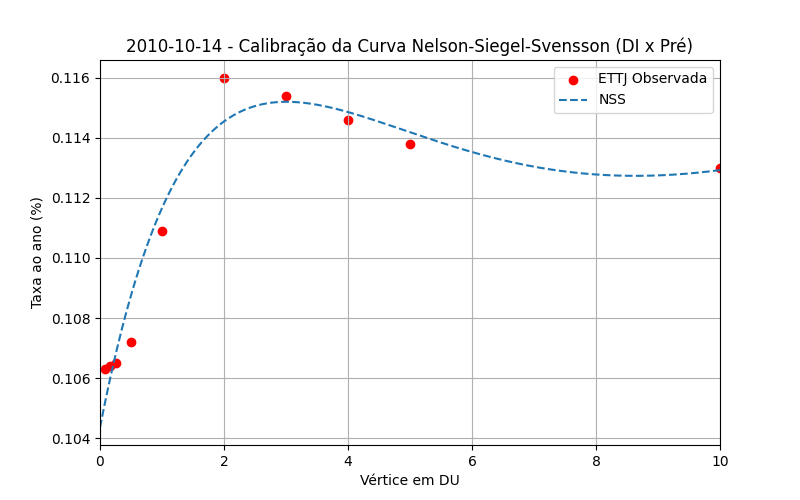 2010-10-14 - Calibração da Curva Nelson-Siegel-Svensson (DI x Pré)
ETTJ Observada
NSS
Taxa ao ano (%)
0.116
0.114
0.112
0.110
0.108
0.106
0.104
0 2 4 6 8 10
Vértice em DU